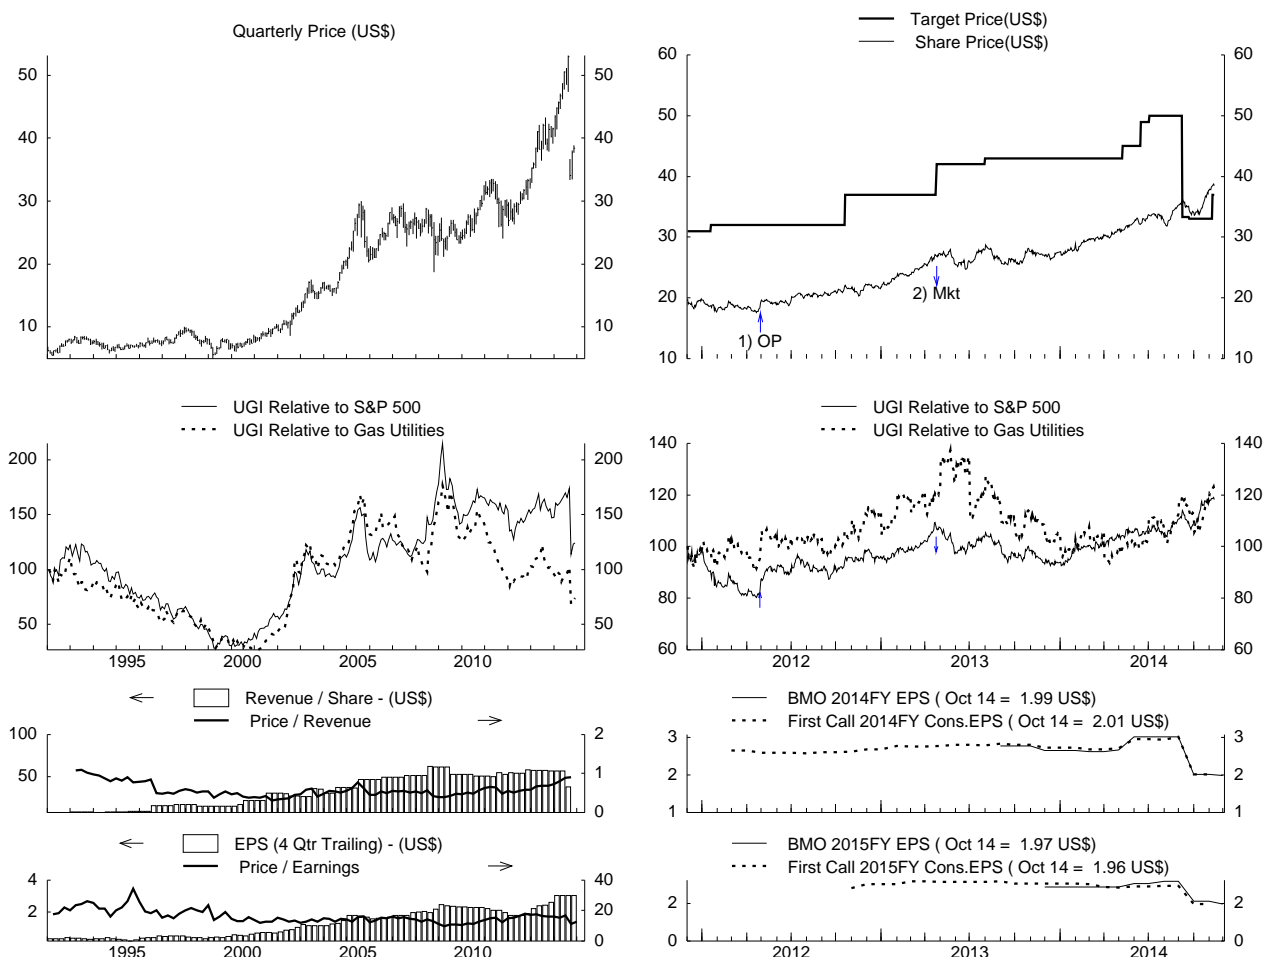 Quarterly Price (US$)
50 50
40 40
30 30
20 20
10 10
Target Price(US$)
Share Price(US$)
60 60
50 50
40 40
30 30
20 20
10 10
2) Mkt
1) OP
UGI Relative to S&P 500
UGI Relative to Gas Utilities
200 200
150 150
100 100
50 50
1995 2000 2005 2010
UGI Relative to S&P 500
UGI Relative to Gas Utilities
140 140
120 120
100 100
80 80
60 60
2012 2013 2014
Revenue / Share - (US$)
Price / Revenue
100 2
50 1
0
BMO 2014FY EPS ( Oct 14 = 1.99 US$)
First Call 2014FY Cons.EPS ( Oct 14 = 2.01 US$)
3 3
2 2
1 1
EPS (4 Qtr Trailing) - (US$)
Price / Earnings
4 40
2 20
0
1995 2000 2005 2010
BMO 2015FY EPS ( Oct 14 = 1.97 US$)
First Call 2015FY Cons.EPS ( Oct 14 = 1.96 US$)
2 2
0 0
2012 2013 2014